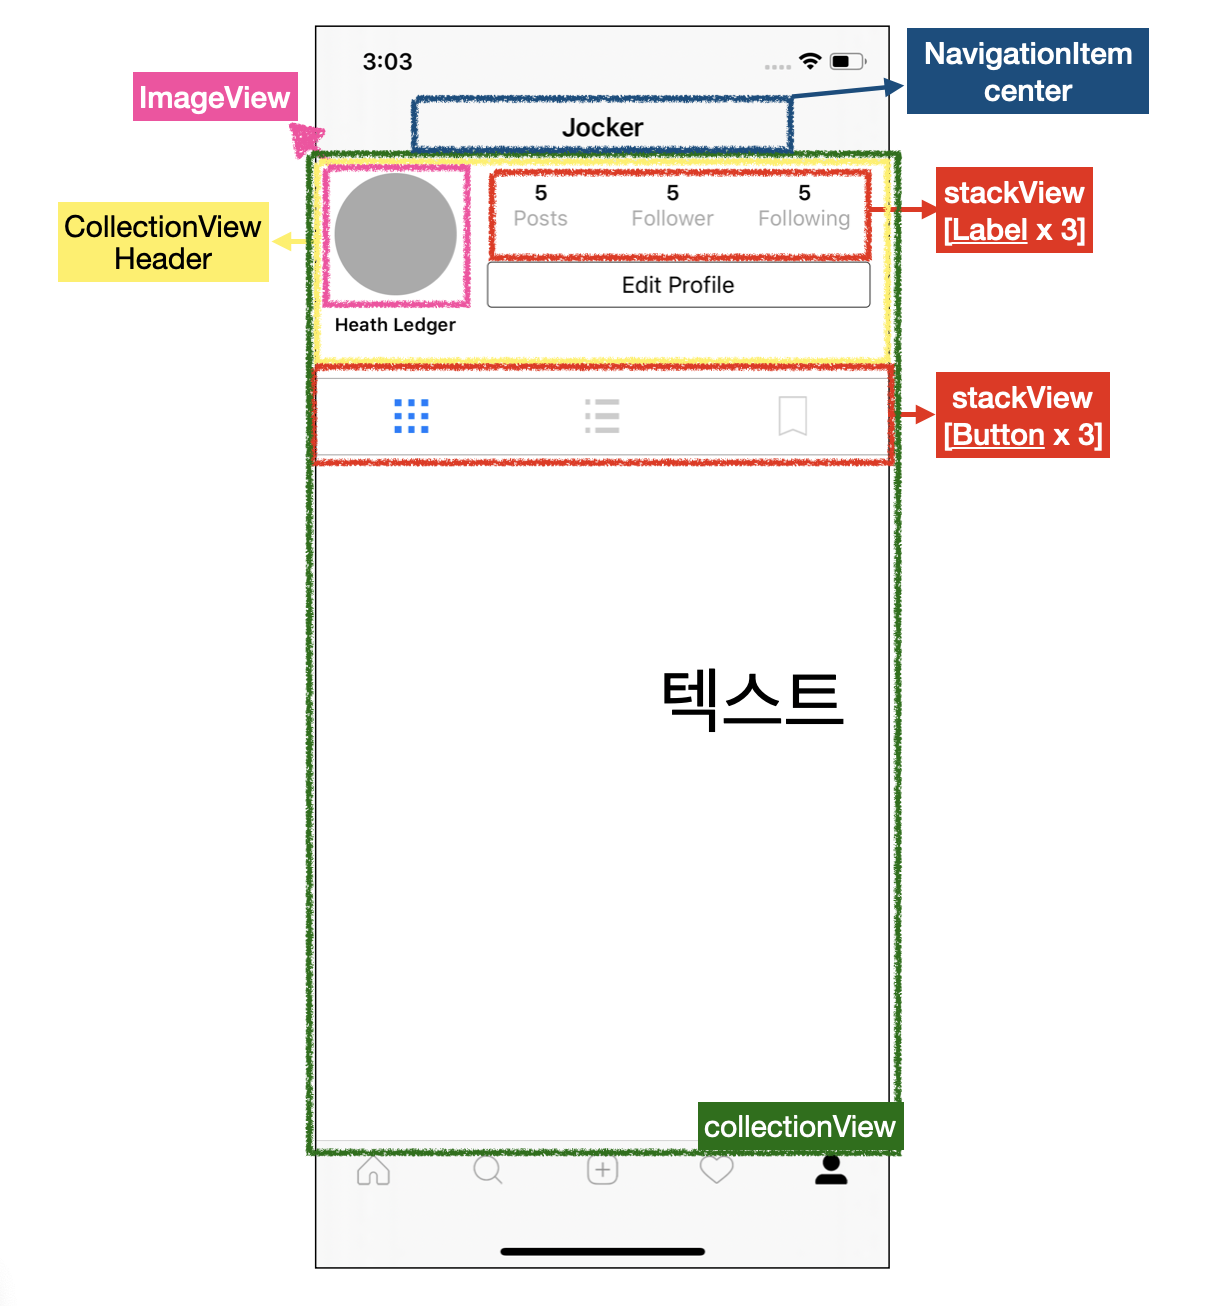 3:03
NavigationItem
center
ImageView
Jocker
stackView
[Label x 3]
5 5 5
Posts Follower Following
CollectionView
Header
Edit Profile
Heath Ledger
stackView
[Button x 3]
텍스트
collectionView